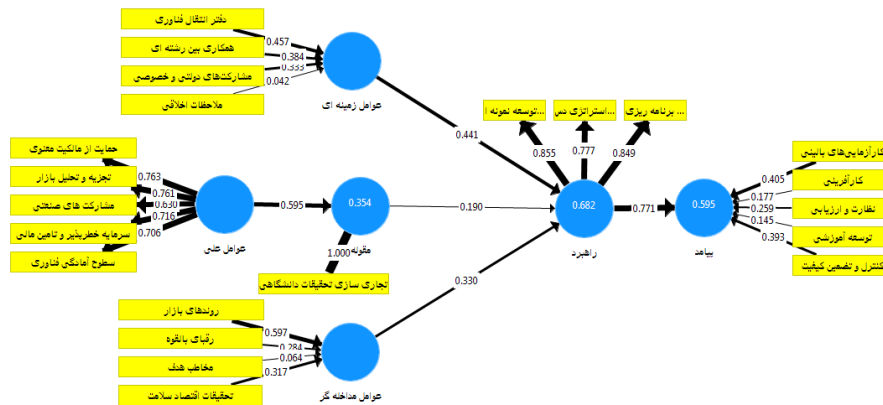 دفتر انتقال فناوری
همکاری بین رشته ای
مشارکت‌های دولتی و خصوصی
ملاحظات اخلاقی
0.457
0.384
0.333
0.042
عوامل زمینه ای
0.441
حمایت از مالکیت معنوی
تجزیه و تحلیل بازار
مشارکت های صنعتی
سرمایه خطرپذیر و تامین مالی
سطوح آمادگی فناوری
0.763
0.761
0.630
0.716
0.706
عوامل علی
0.595
0.354
مقوله
1.000
تجاری سازی تحقیقات دانشگاهی
0.190
روندهای بازار
رقبای بالقوه
مخاطب هدف
تحقیقات اقتصاد سلامت
0.597
0.284
0.064
0.317
عوامل مداخله گر
0.330
توسعه نمونه ا...
استراتژی دس...
برنامه ریزی ...
0.855
0.777
0.849
0.682
راهبرد
0.771
0.595
پیامد
0.405
0.177
0.259
0.145
0.393
کارآزمایی‌های بالینی
کارآفرینی
نظارت و ارزیابی
توسعه آموزشی
کنترل و تضمین کیفیت